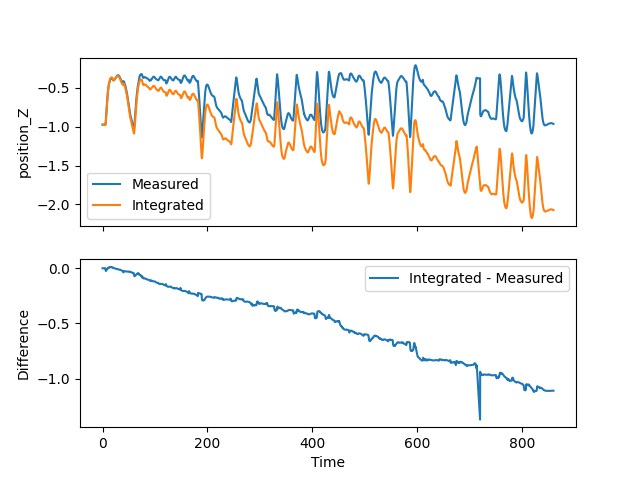 position_Z
−0.5
−1.0
−1.5
−2.0
Measured
Integrated
Difference
0.0
−0.5
−1.0
Integrated - Measured
0
200
400
600
800
Time